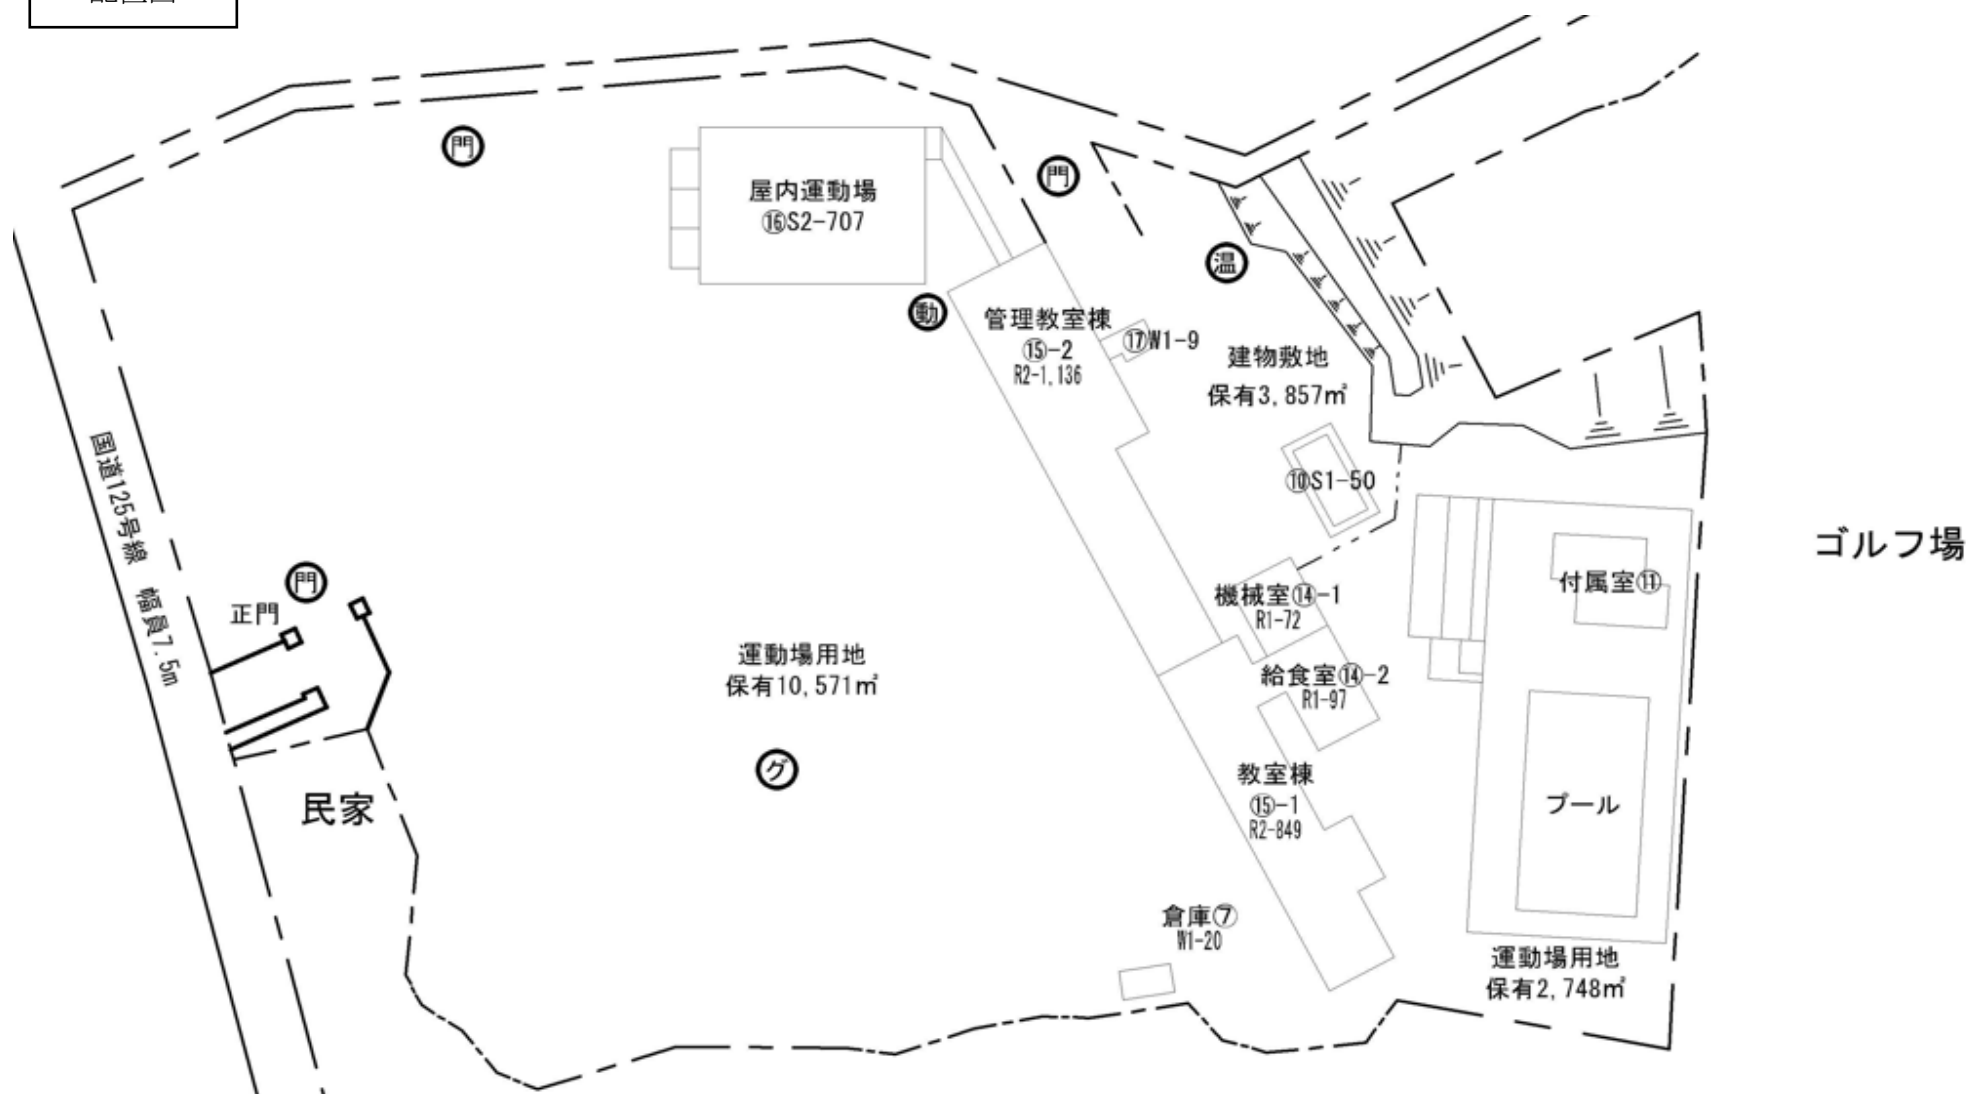 門
屋内運動場
⑯S2-707
門
温
動
管理教室棟
⑮-2
R2-1,136
⑰W1-9
建物敷地
保有3,857㎡
国道125号線 幅員7.5m
⑩S1-50
ゴルフ場
付属室⑪
門
正門
機械室⑭-1
R1-72
運動場用地
保有10,571㎡
給食室⑭-2
R1-97
グ
教室棟
⑮-1
R2-849
民家
プール
倉庫⑦
W1-20
運動場用地
保有2,748㎡